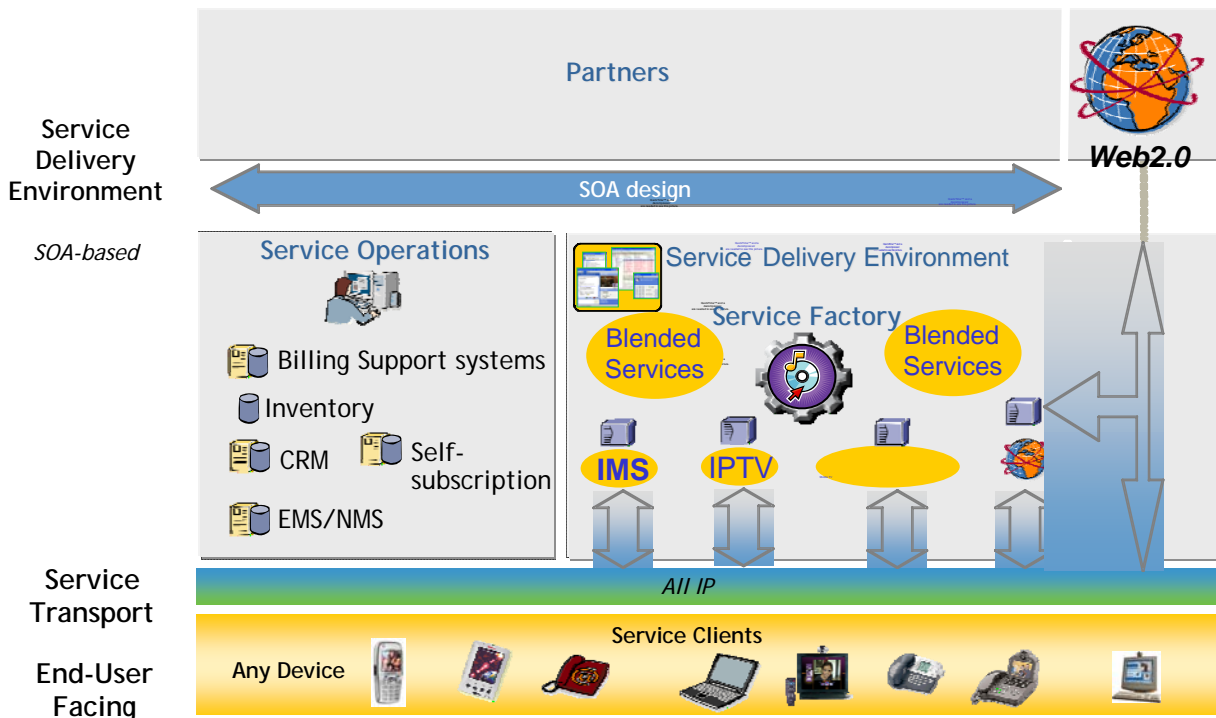 Partners
Web2.0
Service
Delivery
Environment
SOA design
SOA-based
Service Operations
Billing Support systems
Inventory
CRM
Self-
subscription
EMS/NMS
Service Delivery Environment
Service Factory
Blended
Services
Blended
Services
IMS
IPTV
Service
Transport
All IP
Service Clients
Any Device
End-User
Facing